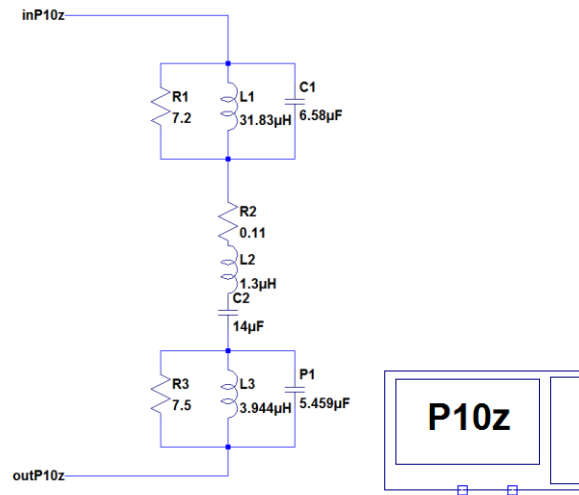 inP10z
R1
7.2
L1
31.83µH
C1
6.58µF
R2
0.11
L2
1.3µH
C2
14µF
R3
7.5
L3
3.944µH
P1
5.459µF
P10z
outP10z